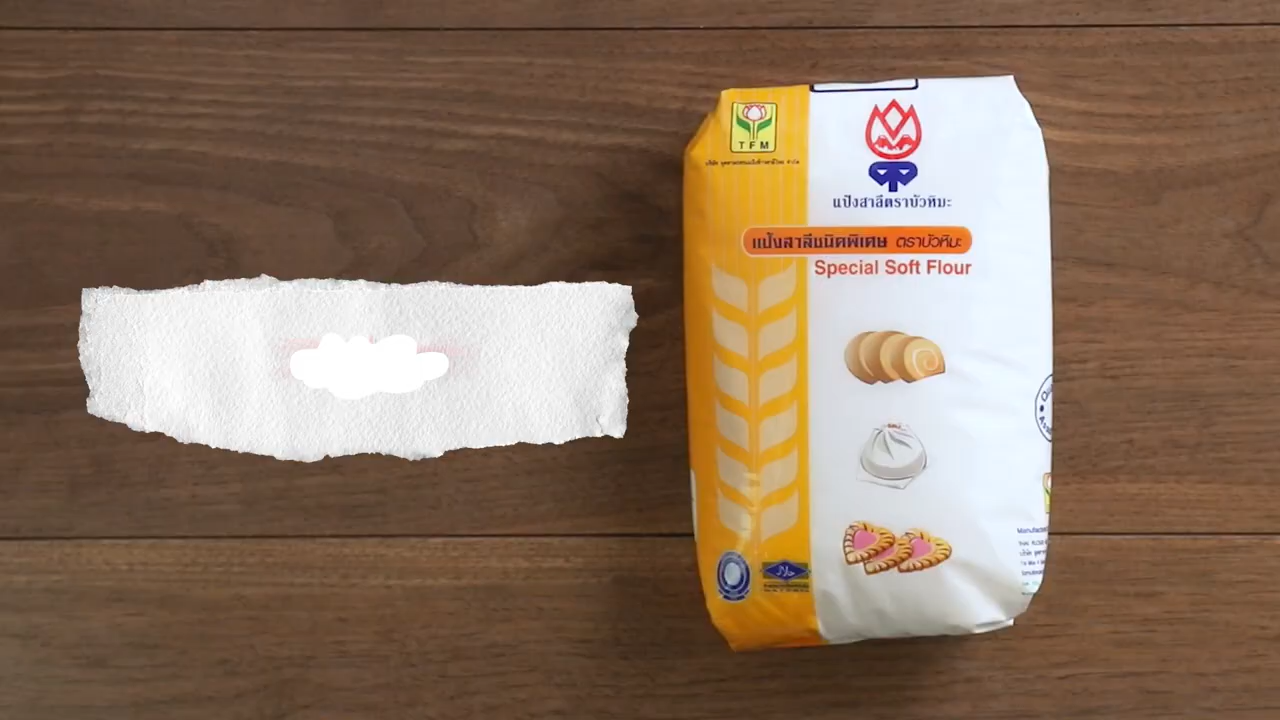 TFM
แป้งสาลีตราบัวหิมะ
แป้งสาลีชนิดพิเศษ ตราบัวหิมะ
Special Soft Flour